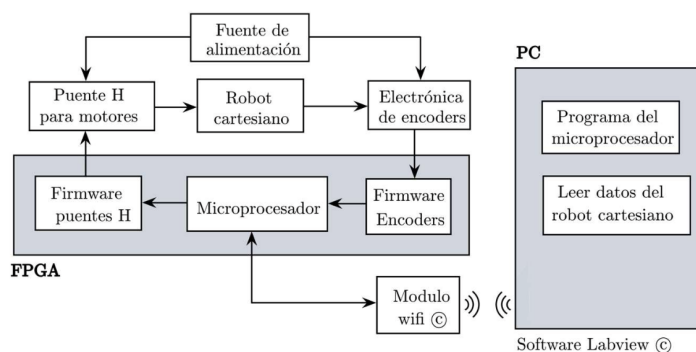 Fuente de
alimentación
PC
Puente H
para motores
Robot
cartesiano
Electrónica
de encoders
Programa del
microprocesador
Firmware
puentes H
Microprocesador
Firmware
Encoders
Leer datos del
robot cartesiano
FPGA
Modulo
wifi ©
Software Labview ©